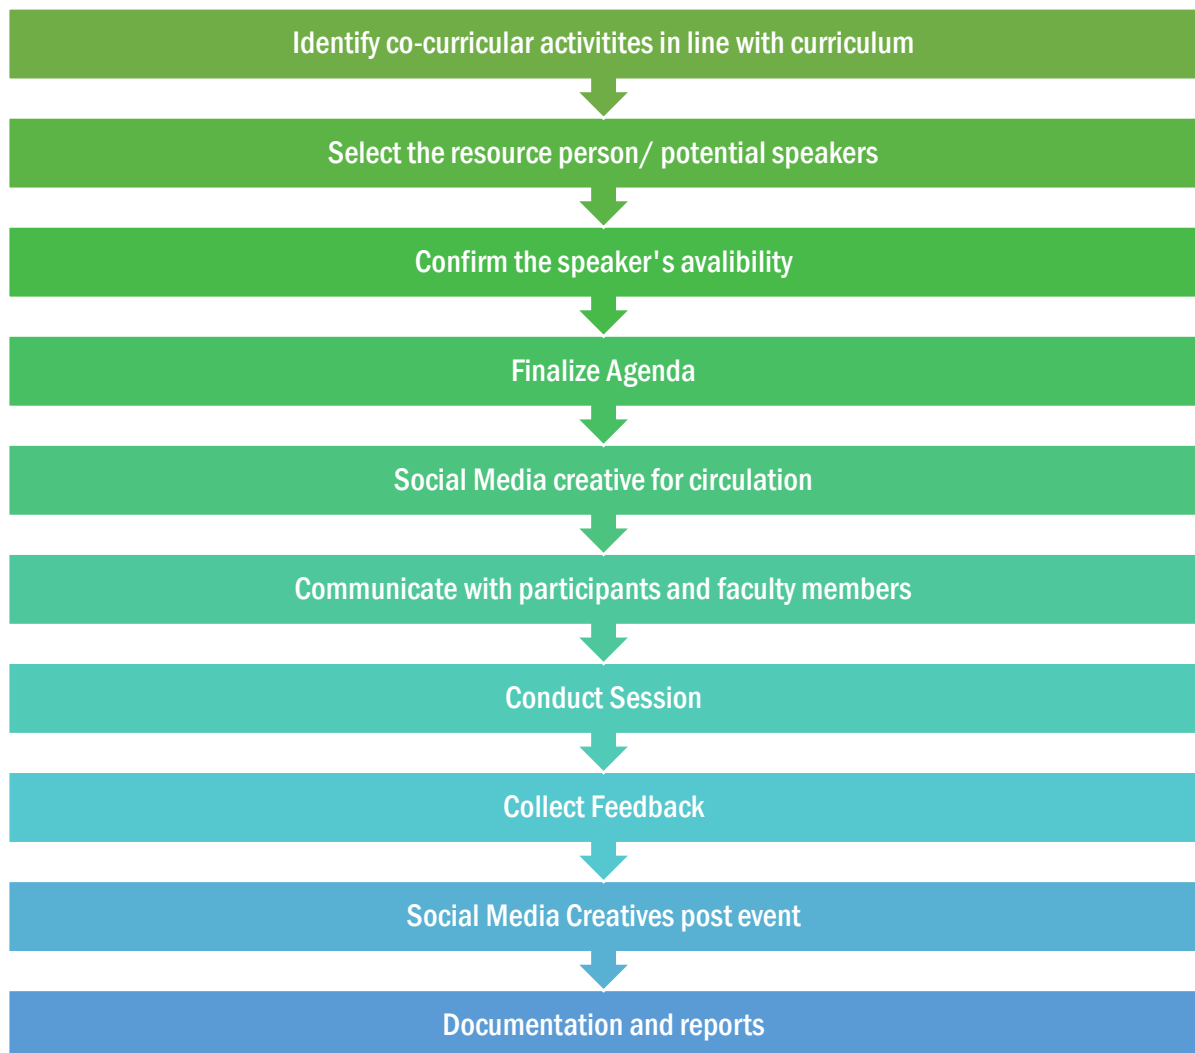 Identify co-curricular activitites in line with curriculum
Select the resource person/ potential speakers
Confirm the speaker's avalibility
Finalize Agenda
Social Media creative for circulation
Communicate with participants and faculty members
Conduct Session
Collect Feedback
Social Media Creatives post event
Documentation and reports